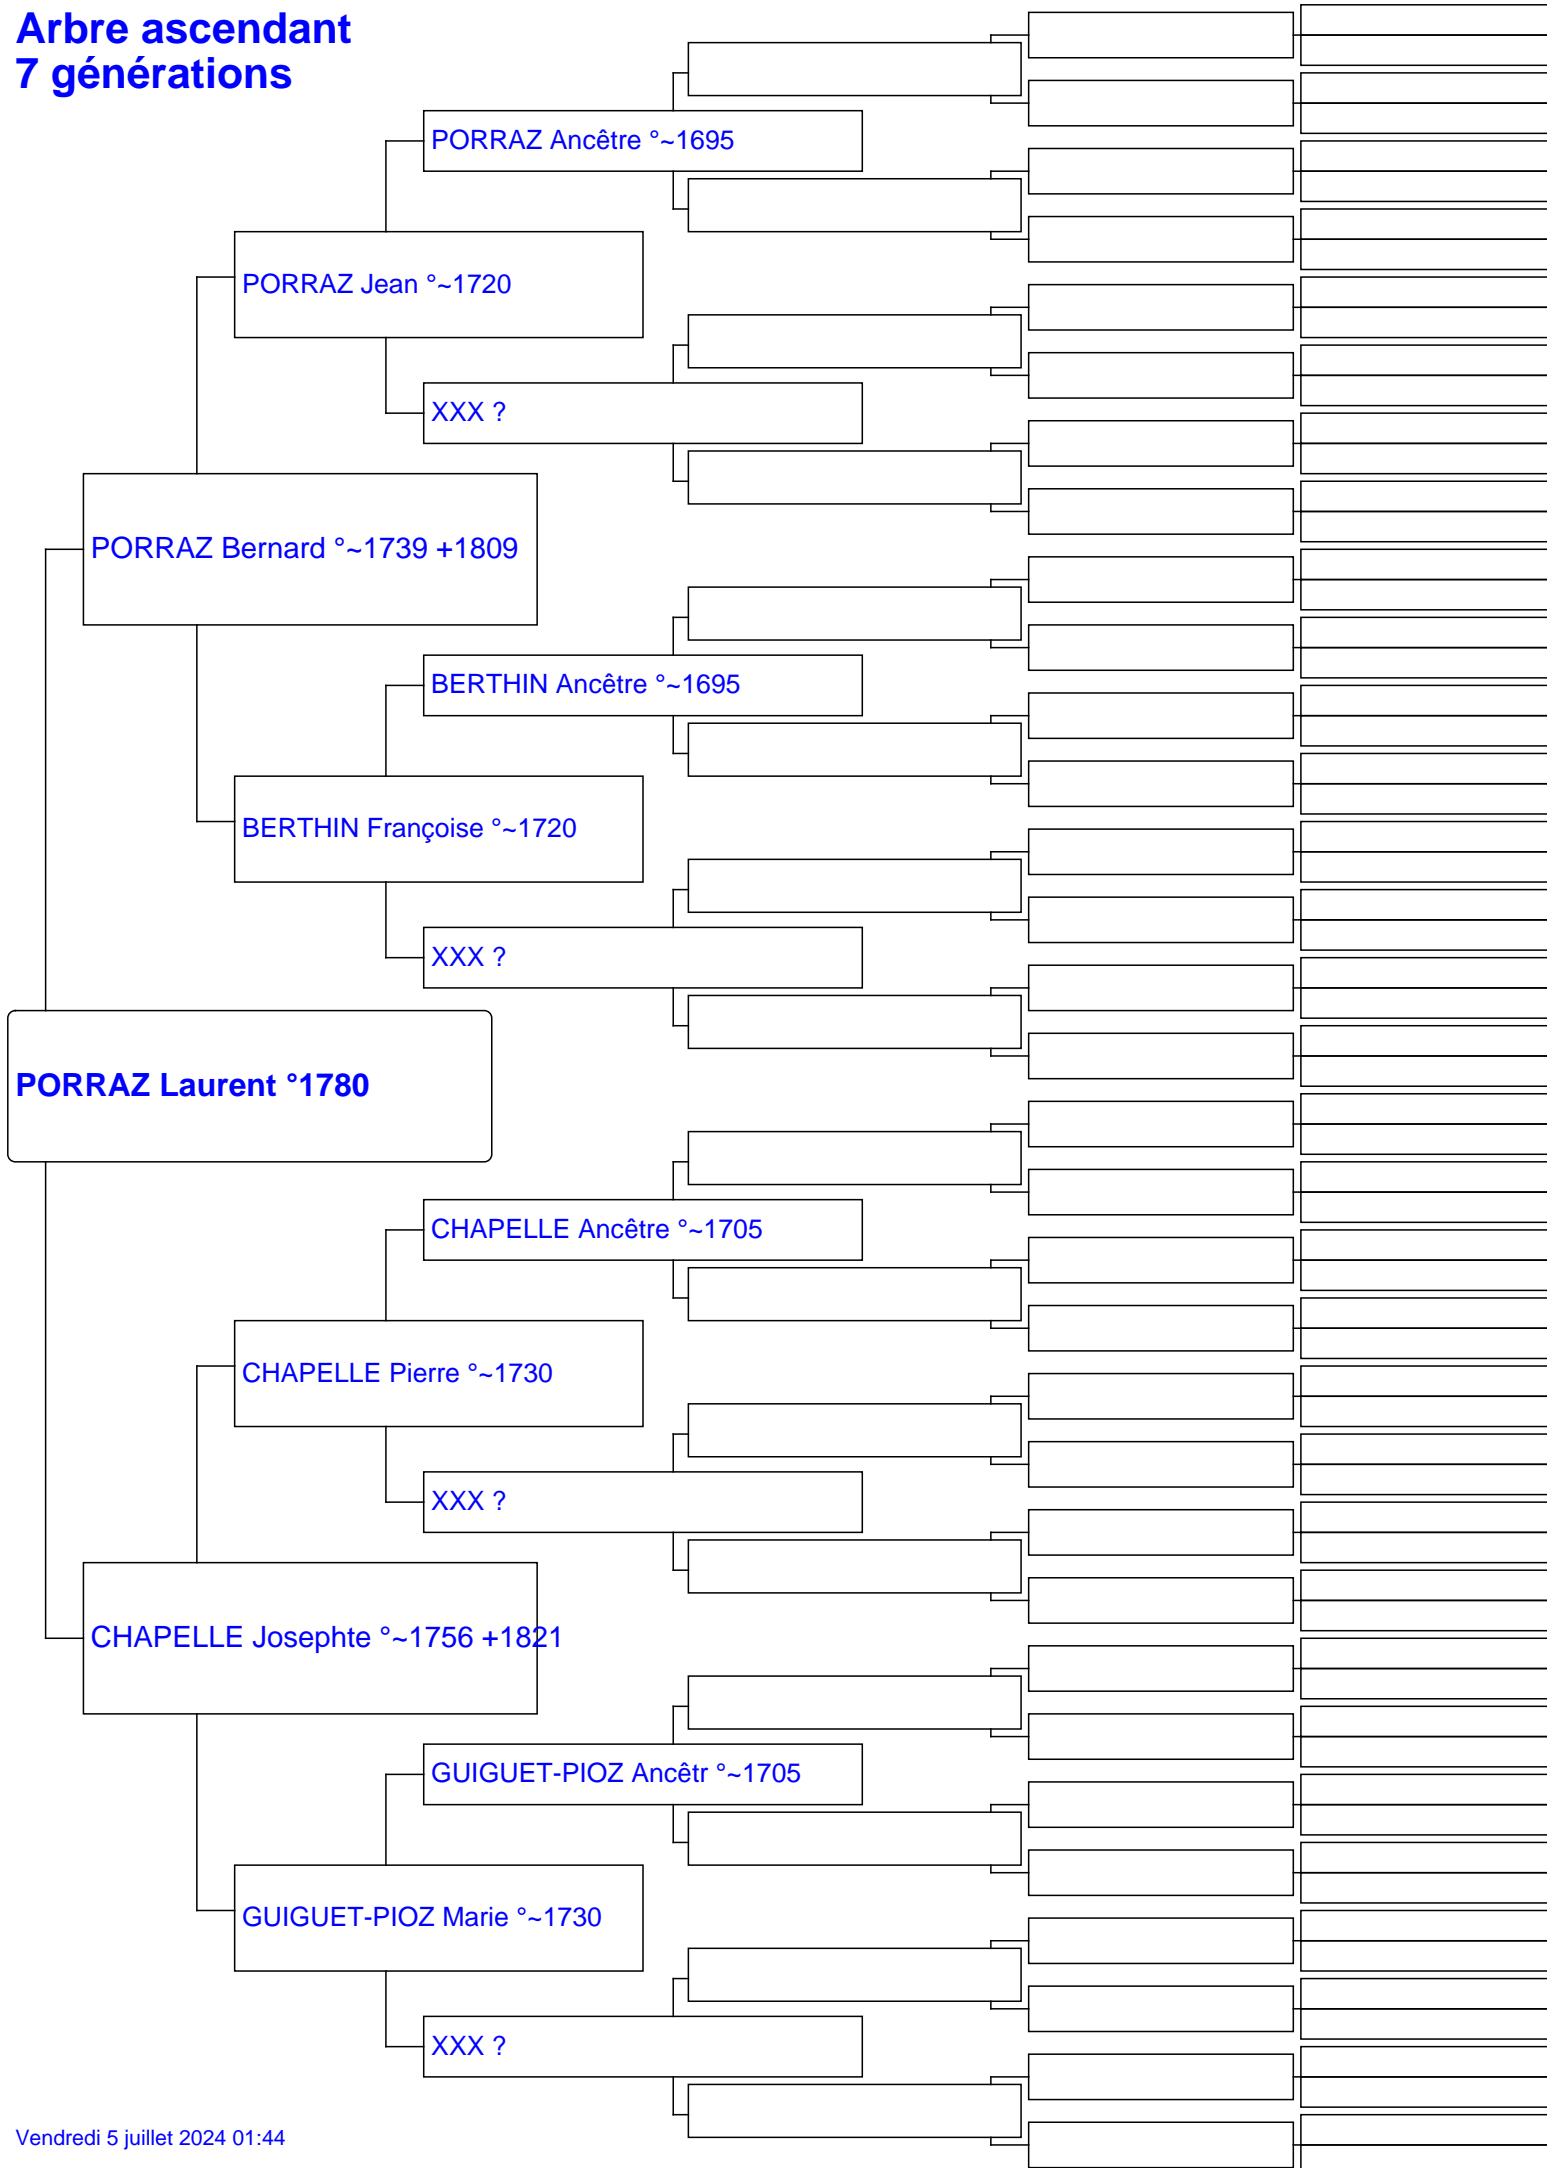 Arbre ascendant
7 générations
PORRAZ Ancêtre °~1695
PORRAZ Jean °~1720
XXX ?
PORRAZ Bernard °~1739 +1809
BERTHIN Ancêtre °~1695
BERTHIN Françoise °~1720
XXX ?
PORRAZ Laurent °1780
CHAPELLE Ancêtre °~1705
CHAPELLE Pierre °~1730
XXX ?
CHAPELLE Josephte °~1756 +1821
GUIGUET-PIOZ Ancêtr °~1705
GUIGUET-PIOZ Marie °~1730
XXX ?
Vendredi 5 juillet 2024 01:44